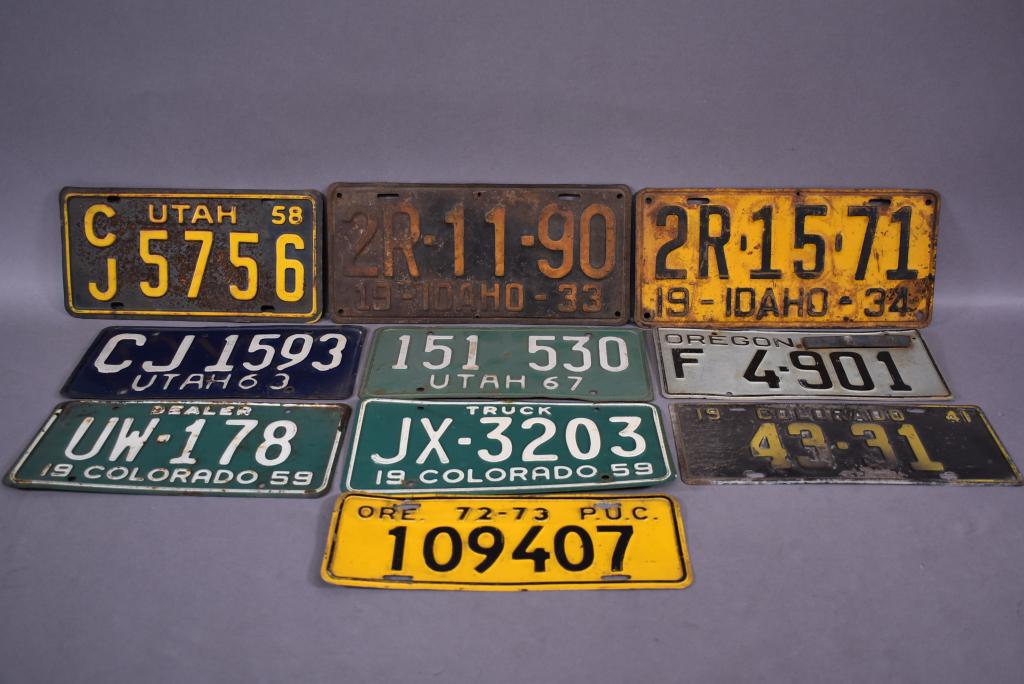 UTAH 58
CJ 5756
2R·11·90
19-IDAHO-33
2R·15·71
19-IDAHO-34
CJ 1593
UTAH 63
151 530
UTAH 67
OREGON
F 4-901
DEALER
UW-178
19 COLORADO 59
TRUCK
JX-3203
19 COLORADO 59
19 COLORADO 41
43-31
ORE. 72-73 P.U.C.
109407